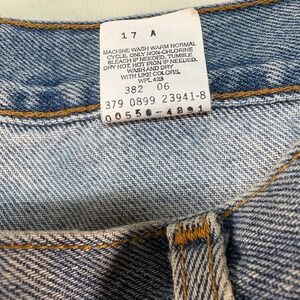 17 A
MACHINE WASH WARM NORMAL
CYCLE. ONLY NON-CHLORINE
BLEACH IF NEEDED. TUMBLE
DRY HOT. IRON IF NEEDED.
WASH AND DRY
WITH LIKE COLORS.
WPL 423
382 06
379 0899 23941-8
00550-4891